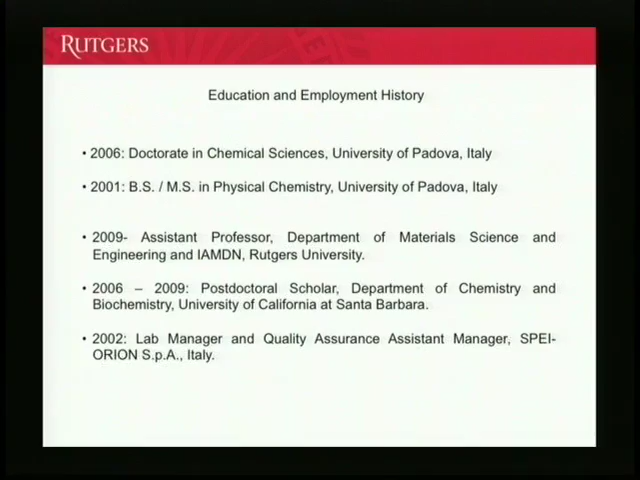 RUTGERS
Education and Employment History
• 2006: Doctorate in Chemical Sciences, University of Padova, Italy
• 2001: B.S. / M.S. in Physical Chemistry, University of Padova, Italy
• 2009- Assistant Professor, Department of Materials Science and
Engineering and IAMDN, Rutgers University.
• 2006 – 2009: Postdoctoral Scholar, Department of Chemistry and
Biochemistry, University of California at Santa Barbara.
• 2002: Lab Manager and Quality Assurance Assistant Manager, SPEI-
ORION S.p.A., Italy.